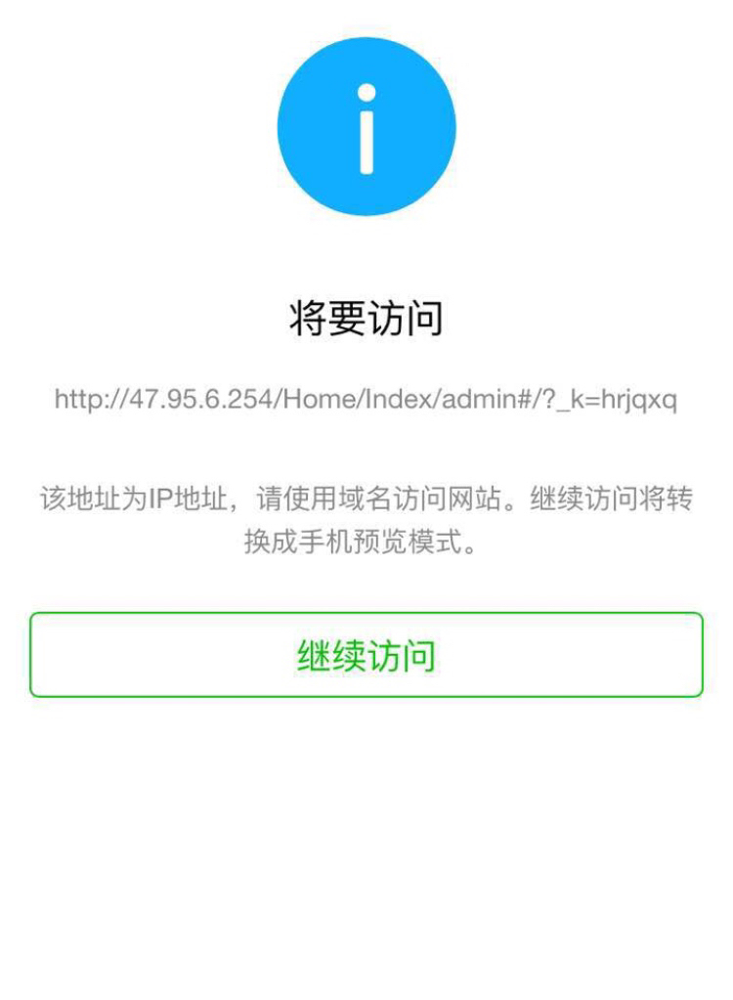 将要访问
http://47.95.6.254/Home/Index/admin#/?_k=hrjqxq
该地址为IP地址，请使用域名访问网站。继续访问将转
换成手机预览模式。
继续访问